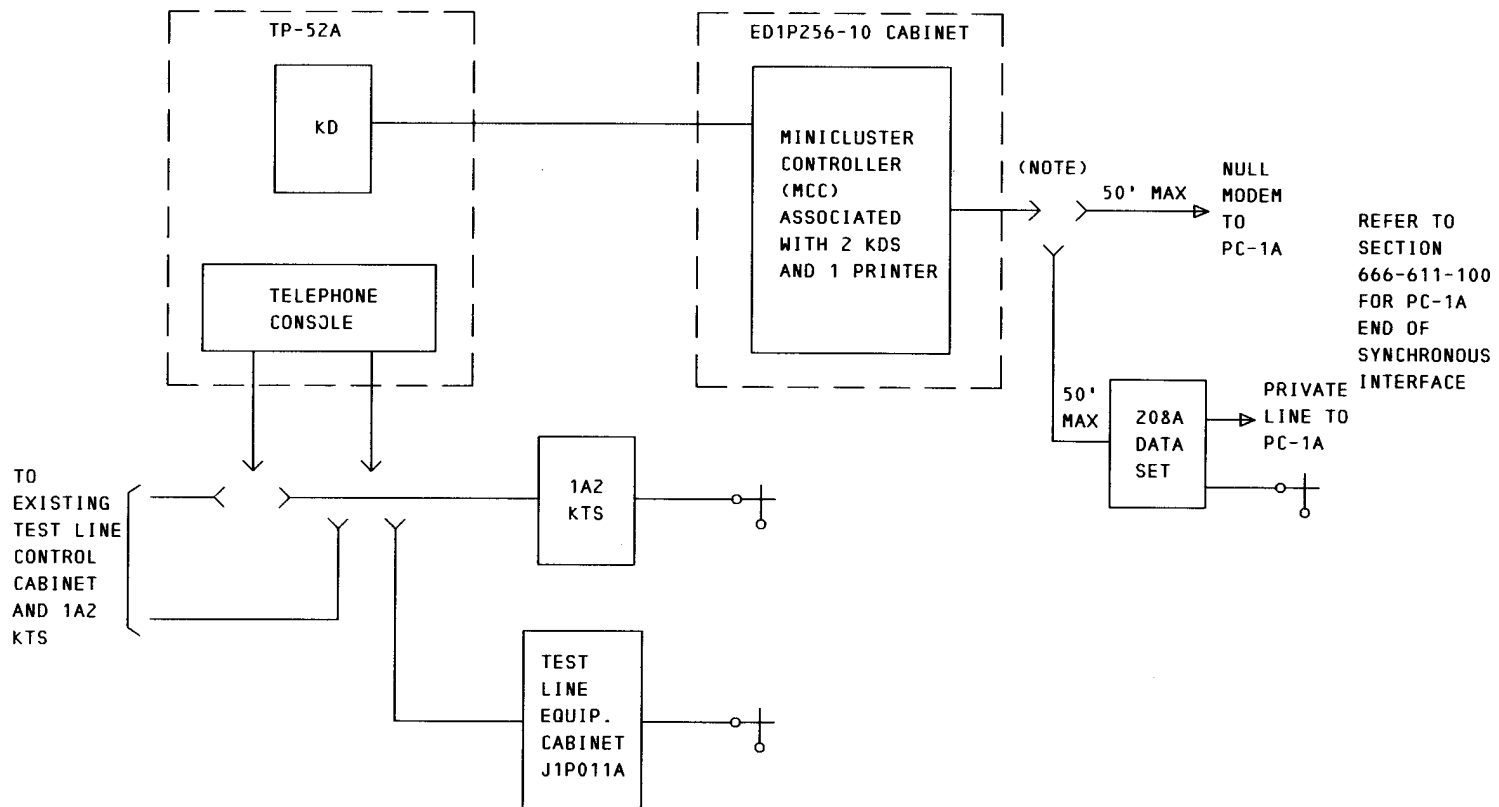 TP-52A
ED1P256-10 CABINET
KD
MINICLUSTER
CONTROLLER
(MCC)
ASSOCIATED
WITH 2 KDS
AND 1 PRINTER
(NOTE)
50' MAX
NULL
MODEM
TO
PC-1A
REFER TO
SECTION
666-611-100
FOR PC-1A
END OF
SYNCHRONOUS
INTERFACE
TELEPHONE
CONSOLE
50'
MAX
208A
DATA
SET
PRIVATE
LINE TO
PC-1A
TO
EXISTING
TEST LINE
CONTROL
CABINET
AND 1A2
KTS
1A2
KTS
TEST
LINE
EQUIP.
CABINET
J1P011A